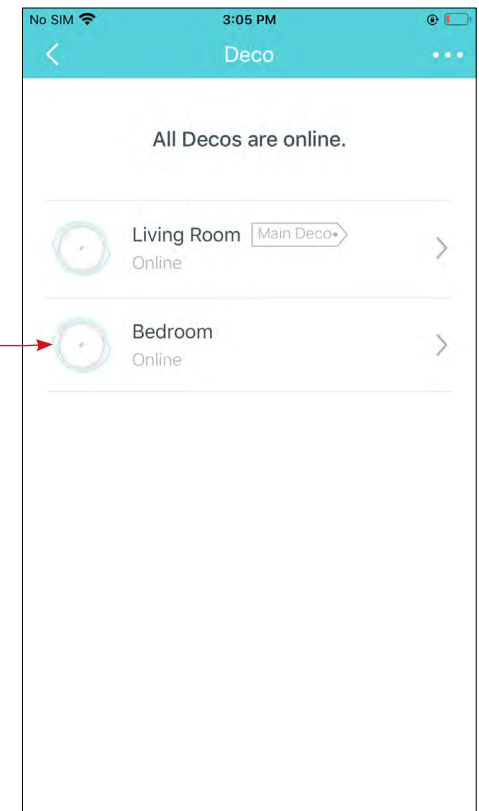 No SIM 3:05 PM
Deco
All Decos are online.
Living Room Main Deco
Online
Bedroom
Online